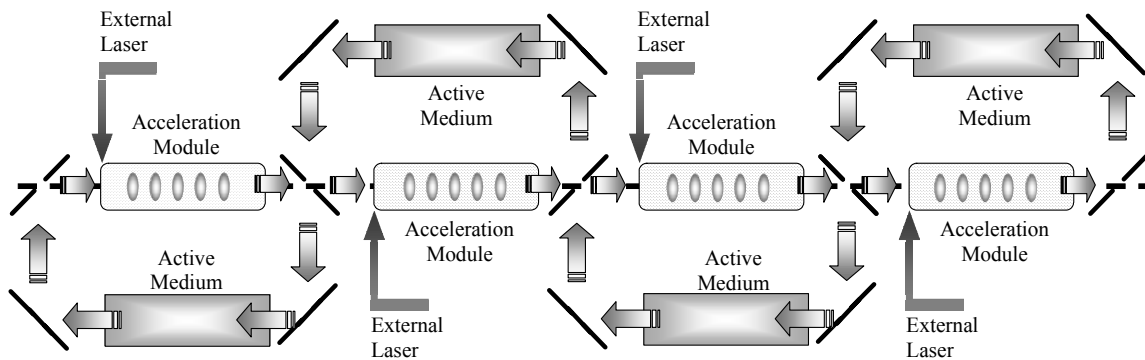 External
Laser
Acceleration
Module
Active
Medium
Active
Medium
Acceleration
Module
External
Laser
External
Laser
Acceleration
Module
Active
Medium
Active
Medium
Acceleration
Module
External
Laser